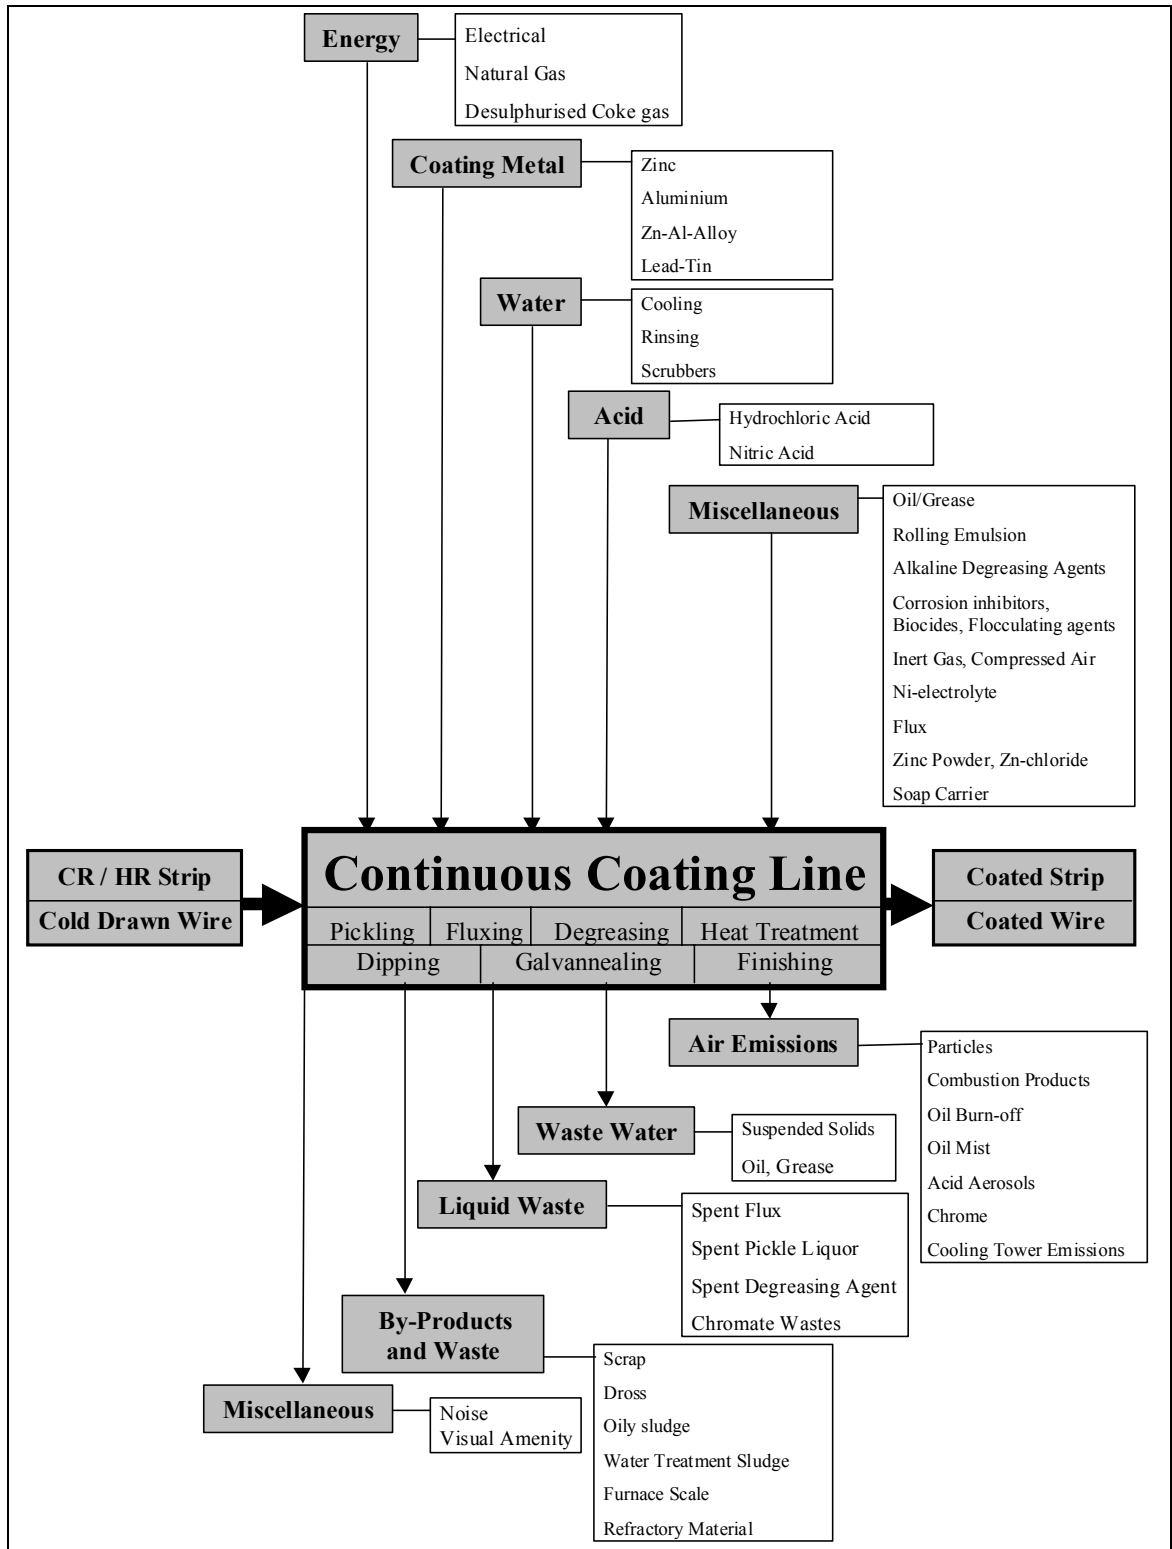 Energy
Electrical
Natural Gas
Desulphurised Coke gas
Coating Metal
Zinc
Aluminium
Zn-Al-Alloy
Lead-Tin
Water
Cooling
Rinsing
Scrubbers
Acid
Hydrochloric Acid
Nitric Acid
Miscellaneous
Oil/Grease
Rolling Emulsion
Alkaline Degreasing Agents
Corrosion inhibitors,
Biocides, Flocculating agents
Inert Gas, Compressed Air
Ni-electrolyte
Flux
Zinc Powder, Zn-chloride
Soap Carrier
CR / HR Strip
Cold Drawn Wire
Continuous Coating Line
Pickling Fluxing Degreasing Heat Treatment
Dipping Galvannealing Finishing
Coated Strip
Coated Wire
Air Emissions
Particles
Combustion Products
Oil Burn-off
Oil Mist
Acid Aerosols
Chrome
Cooling Tower Emissions
Waste Water
Suspended Solids
Oil, Grease
Liquid Waste
Spent Flux
Spent Pickle Liquor
Spent Degreasing Agent
Chromate Wastes
By-Products
and Waste
Scrap
Dross
Oily sludge
Water Treatment Sludge
Furnace Scale
Refractory Material
Miscellaneous
Noise
Visual Amenity